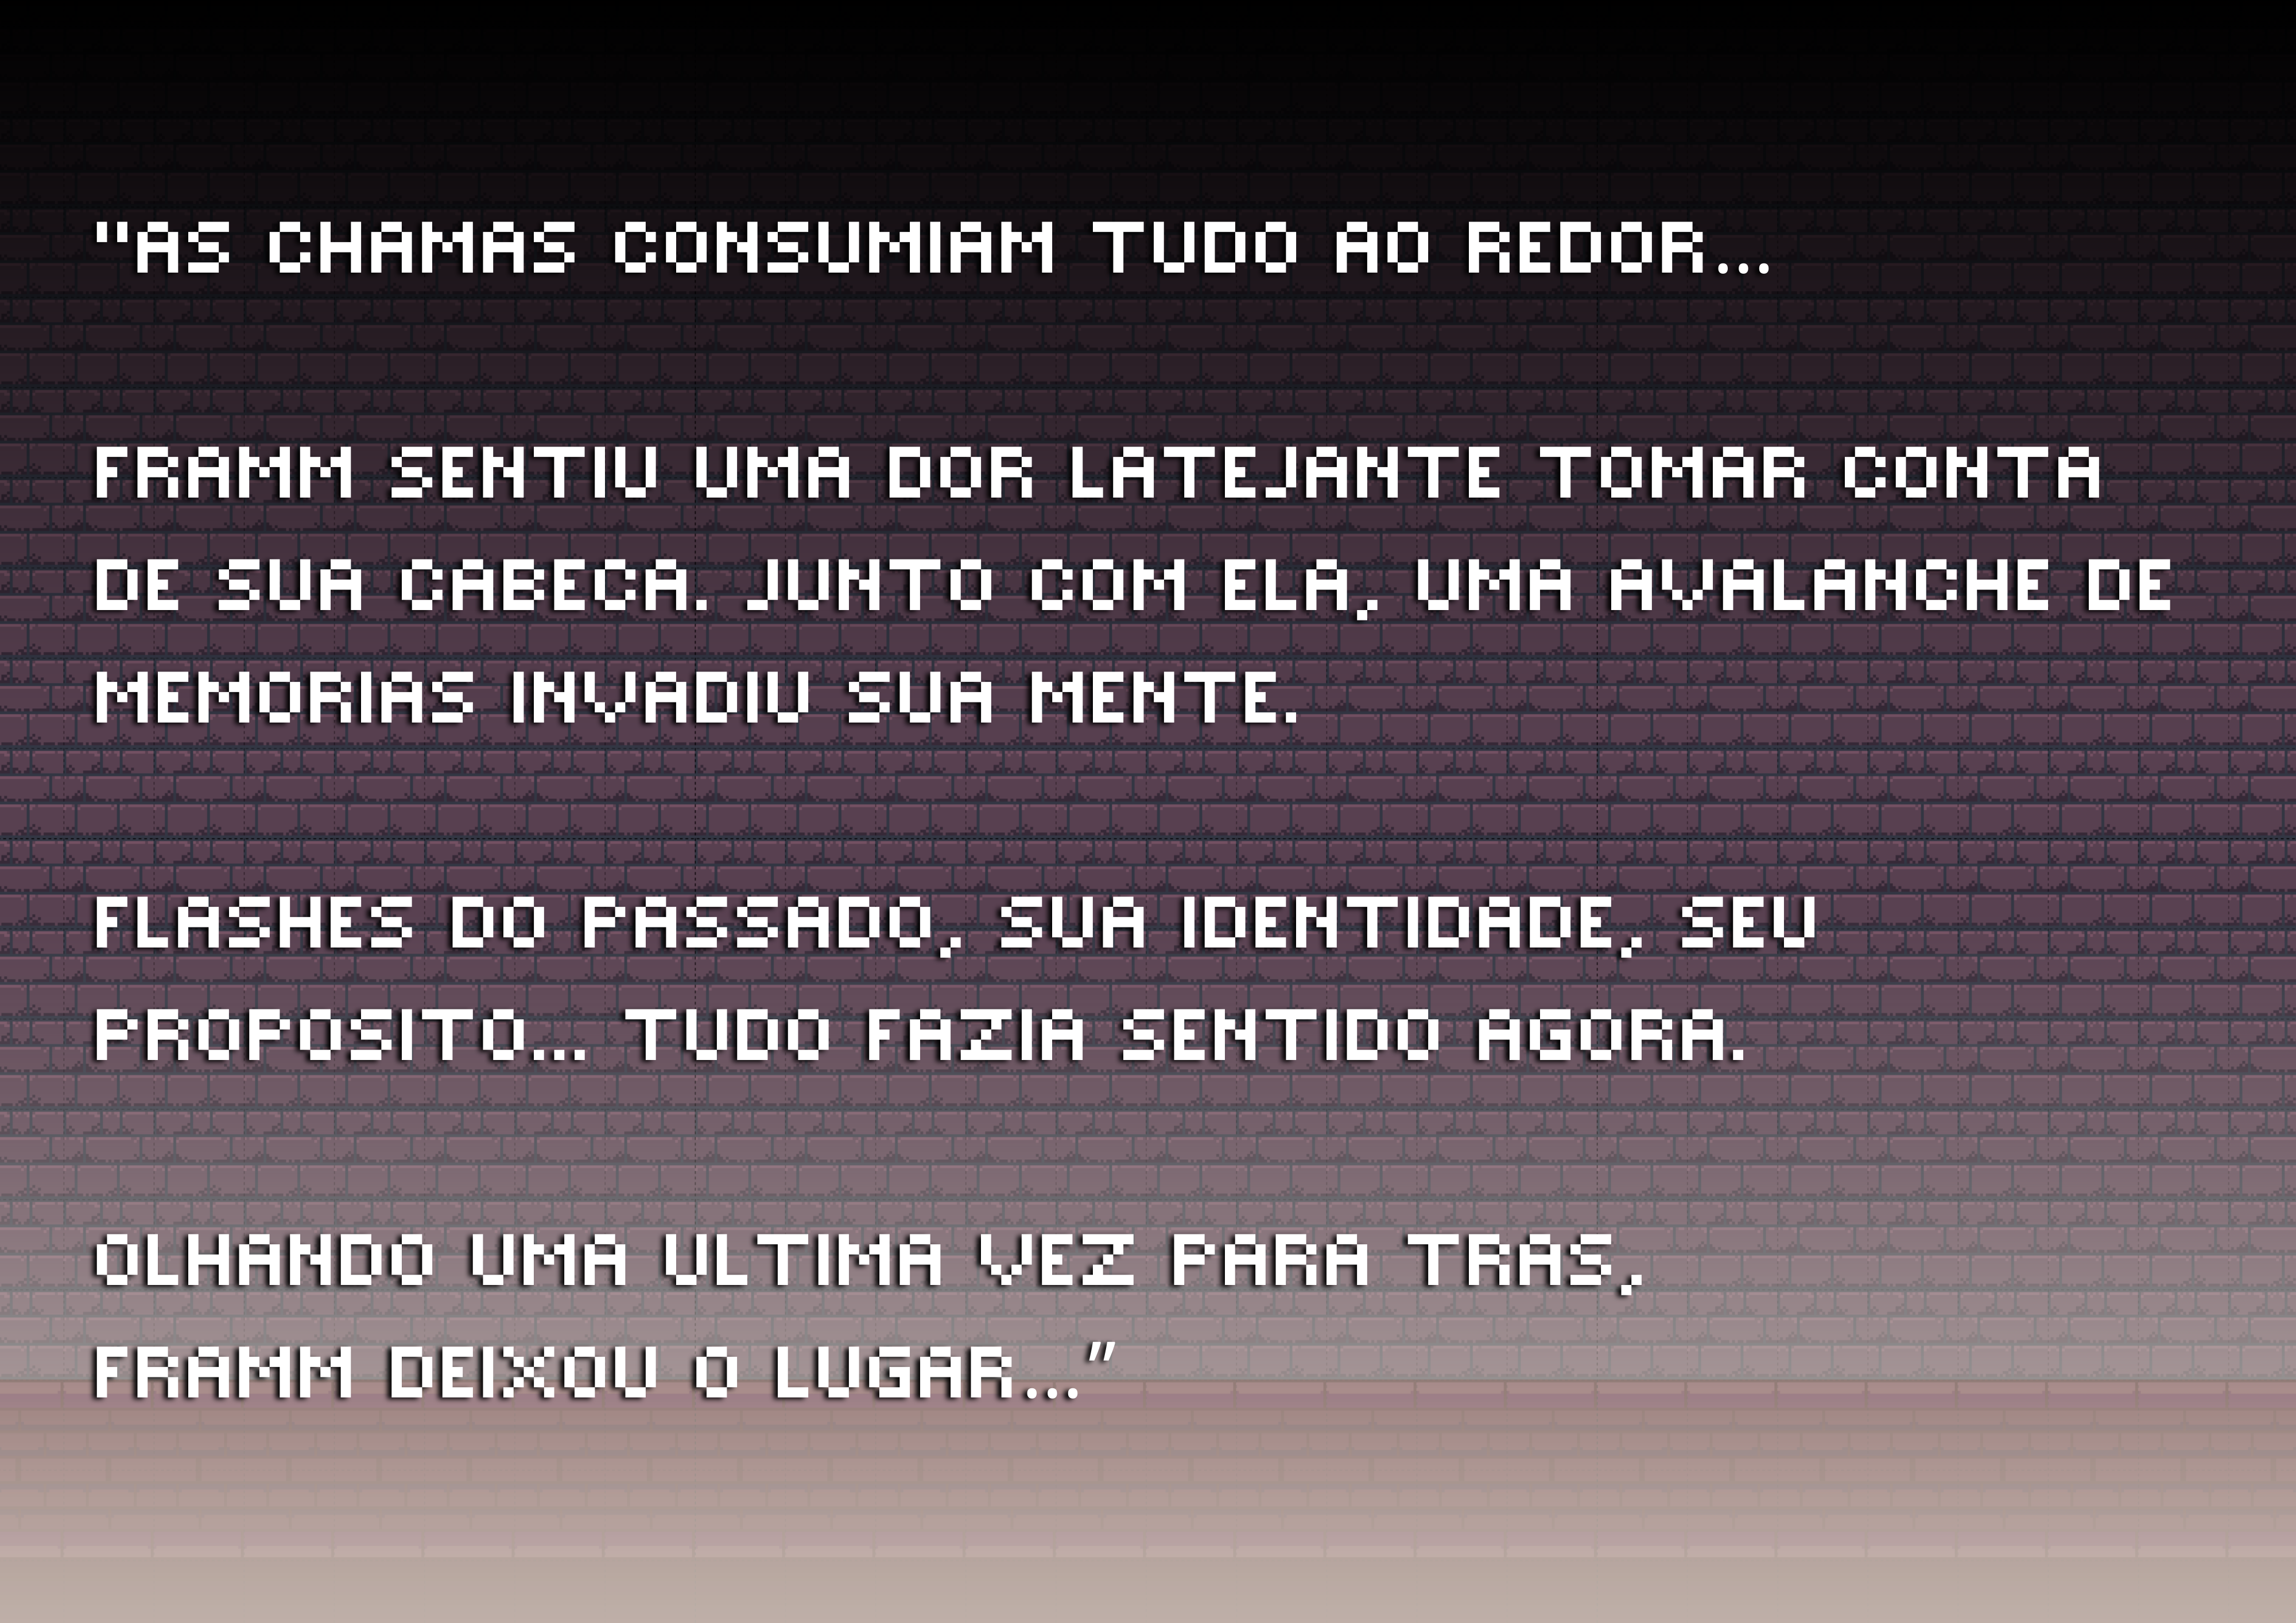 "AS CHAMAS CONSUMIAM TUDO AO REDOR...
FRAMM SENTIU UMA DOR LATEJANTE TOMAR CONTA
DE SUA CABECA. JUNTO COM ELA, UMA AVALANCHE DE
MEMORIAS INVADIU SUA MENTE.
FLASHES DO PASSADO, SUA IDENTIDADE, SEU
PROPOSITO... TUDO FAZIA SENTIDO AGORA.
OLHANDO UMA ULTIMA VEZ PARA TRAS,
FRAMM DEIXOU O LUGAR..."